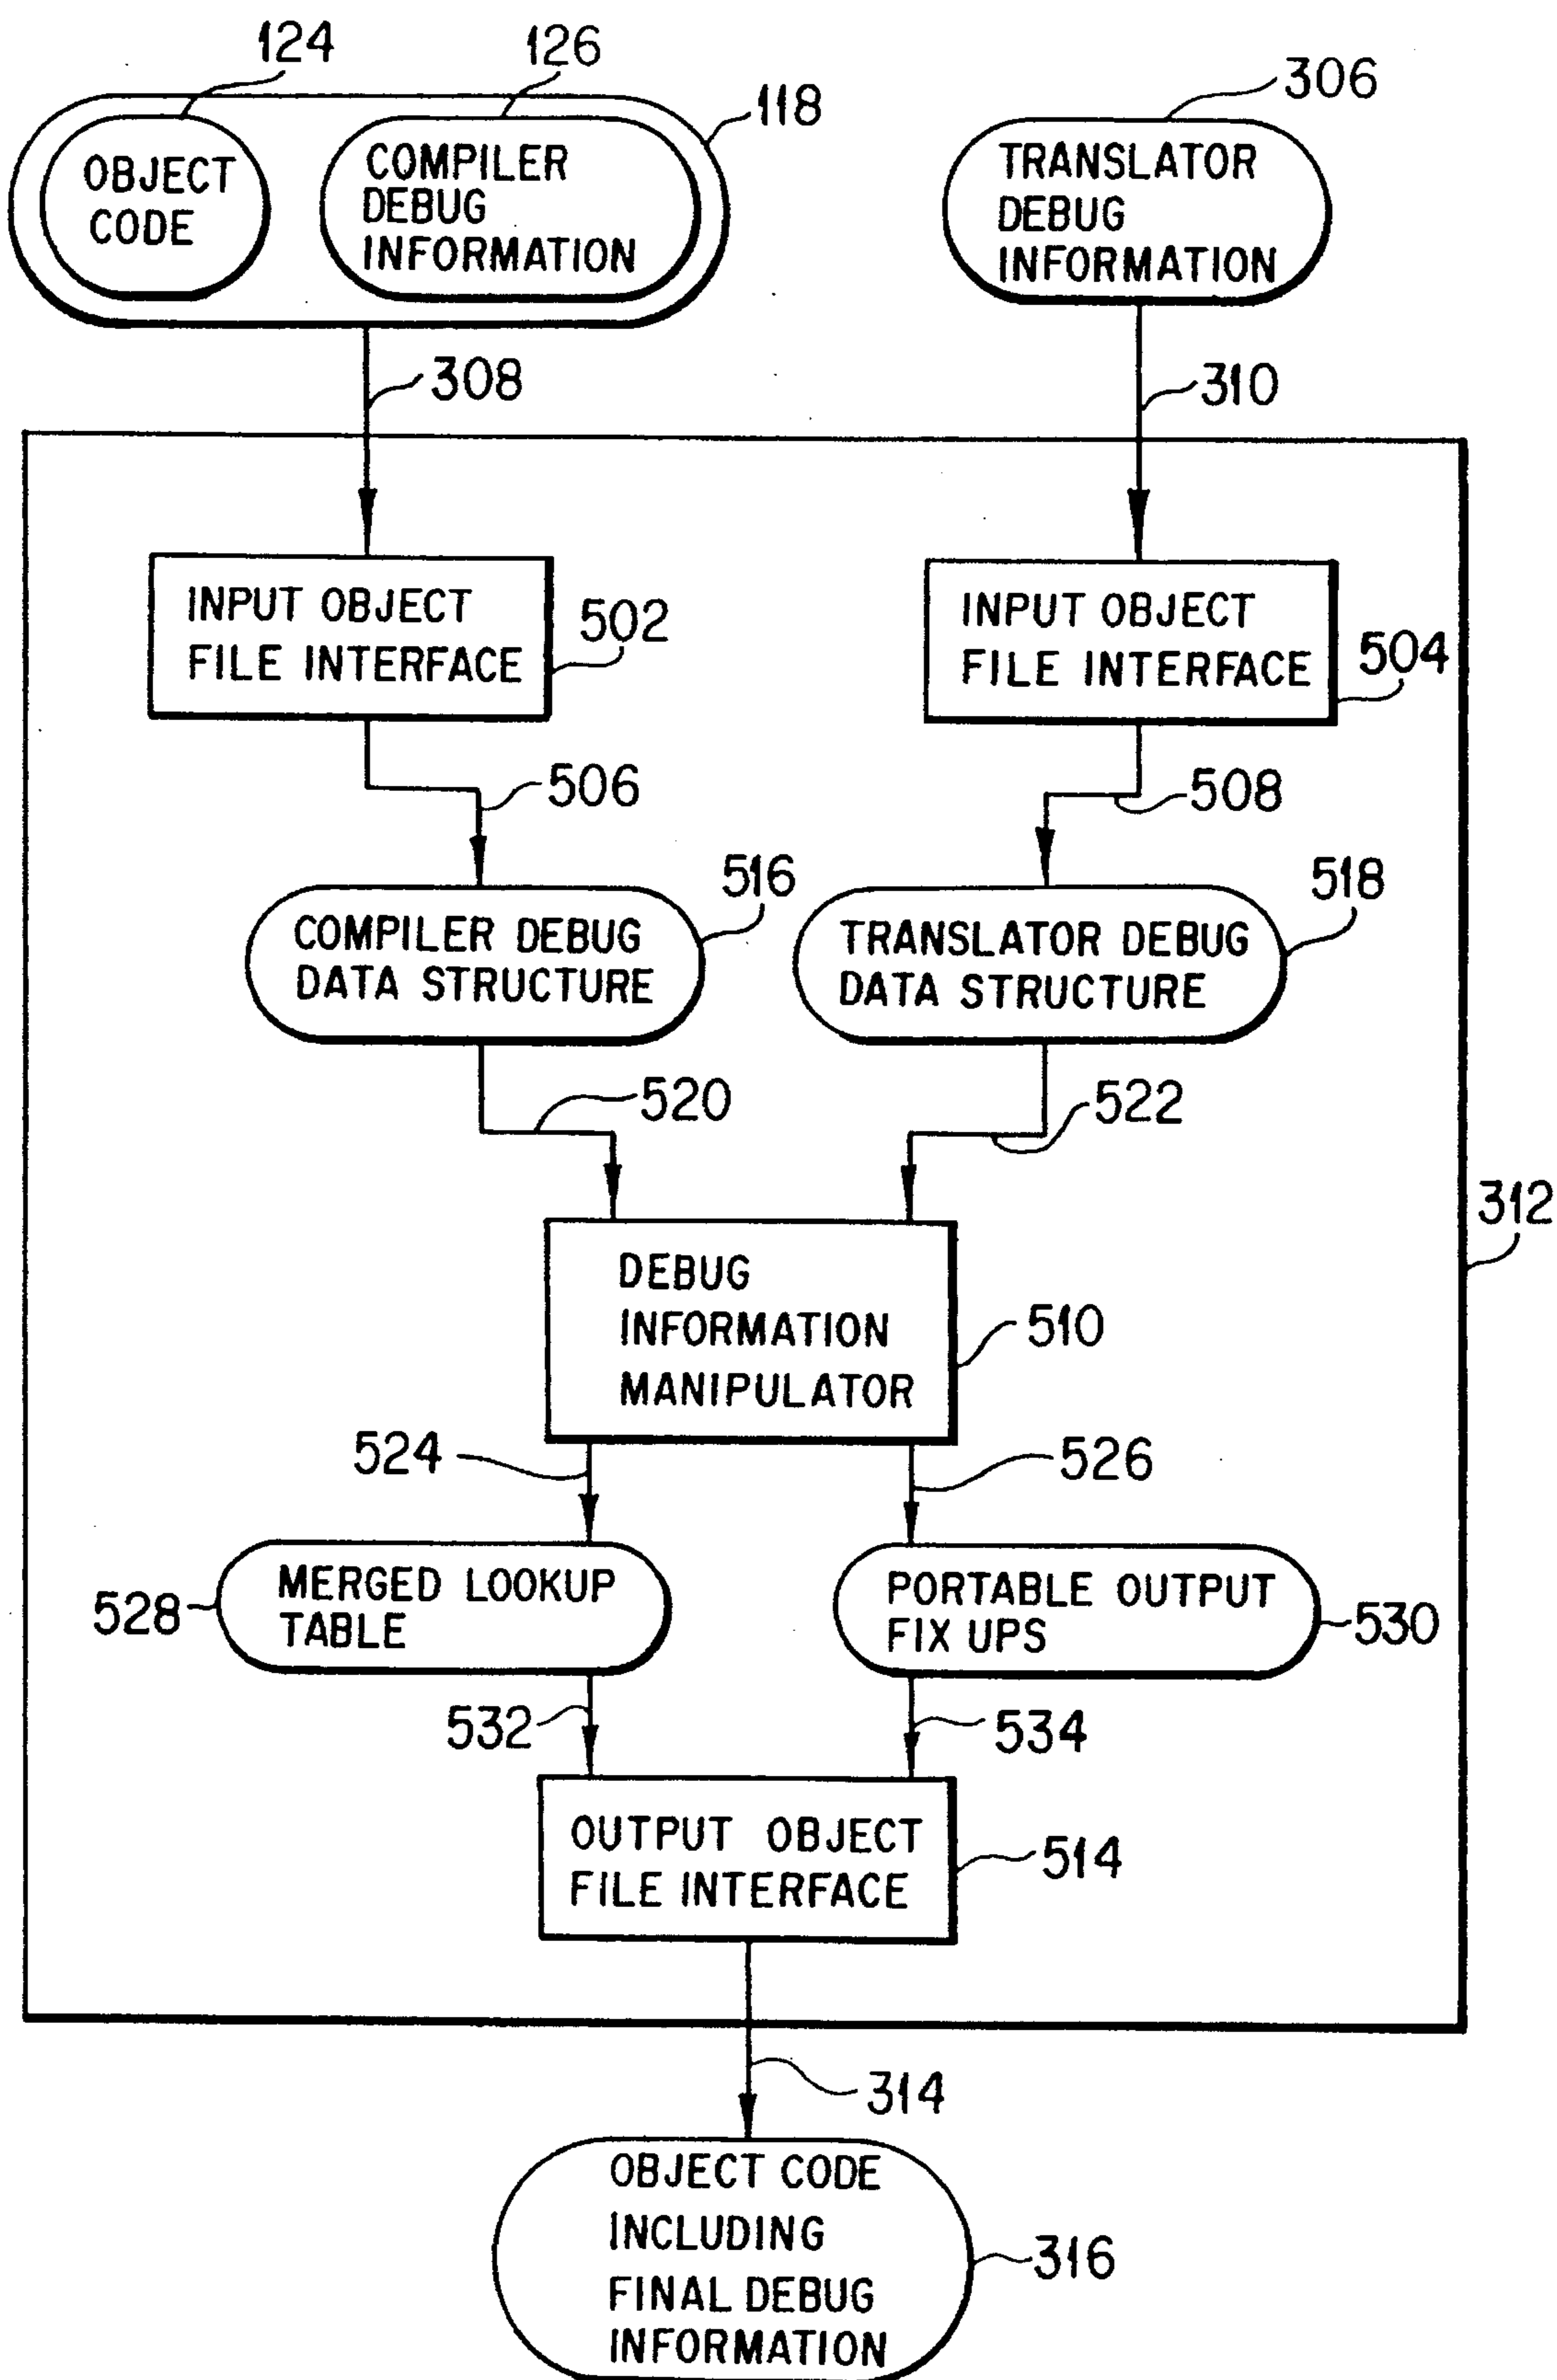 124
126
118
306
OBJECT
CODE
COMPILER
DEBUG
INFORMATION
TRANSLATOR
DEBUG
INFORMATION
308
310
INPUT OBJECT
FILE INTERFACE
502
INPUT OBJECT
FILE INTERFACE
504
506
508
516
518
COMPILER DEBUG
DATA STRUCTURE
TRANSLATOR DEBUG
DATA STRUCTURE
520
522
312
DEBUG
INFORMATION
MANIPULATOR
510
524
526
MERGED LOOKUP
TABLE
528
PORTABLE OUTPUT
FIX UPS
530
532
534
OUTPUT OBJECT
FILE INTERFACE
514
314
OBJECT CODE
INCLUDING
FINAL DEBUG
INFORMATION
316